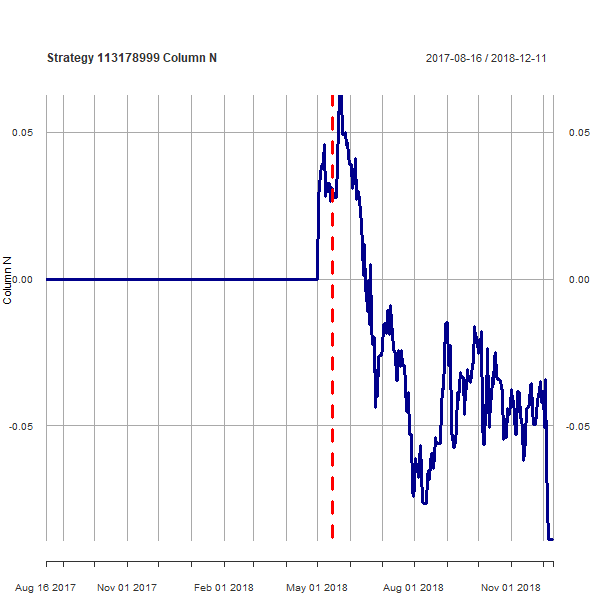 Strategy 113178999 Column N
2017-08-16 / 2018-12-11
0.05
0.05
0.00
0.00
Column N
-0.05
-0.05
Aug 16 2017
Nov 01 2017
Feb 01 2018
May 01 2018
Aug 01 2018
Nov 01 2018